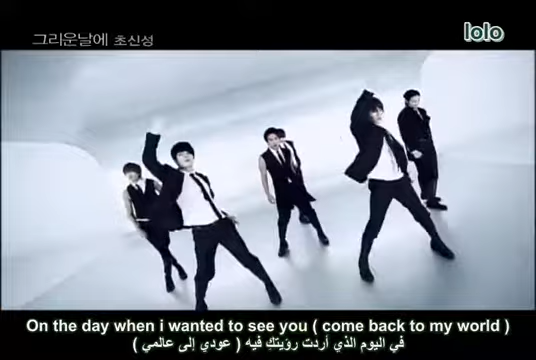 그리운날에 초신성
lolo
On the day when i wanted to see you ( come back to my world )
في اليوم الذي أردت رؤيتكِ فيه ( عودي إلى عالمي )